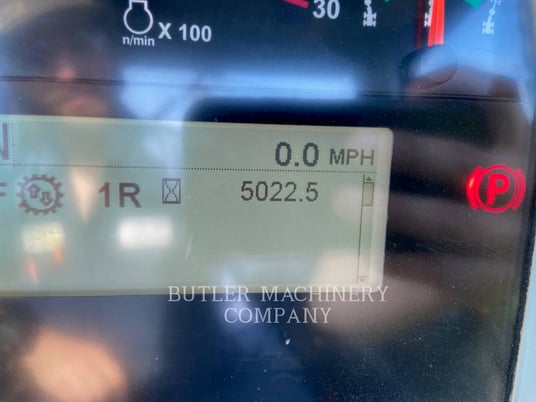 30
n/min X 100
N 0.0 MPH
F 1R 5022.5
P
BUTLER MACHINERY
COMPANY